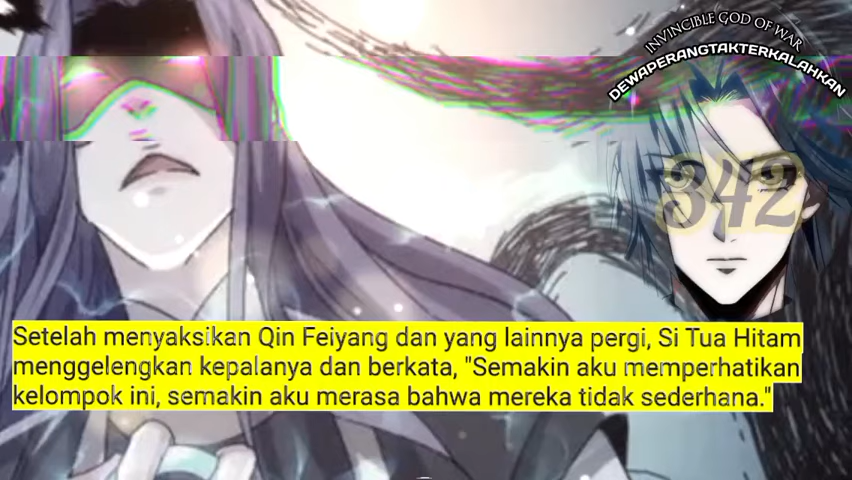 INVINCIBLE GOD OF WAR
DEWAPERANGTAKTERKALAHKAN
342
Setelah menyaksikan Qin Feiyang dan yang lainnya pergi, Si Tua Hitam
menggelengkan kepalanya dan berkata, "Semakin aku memperhatikan
kelompok ini, semakin aku merasa bahwa mereka tidak sederhana."